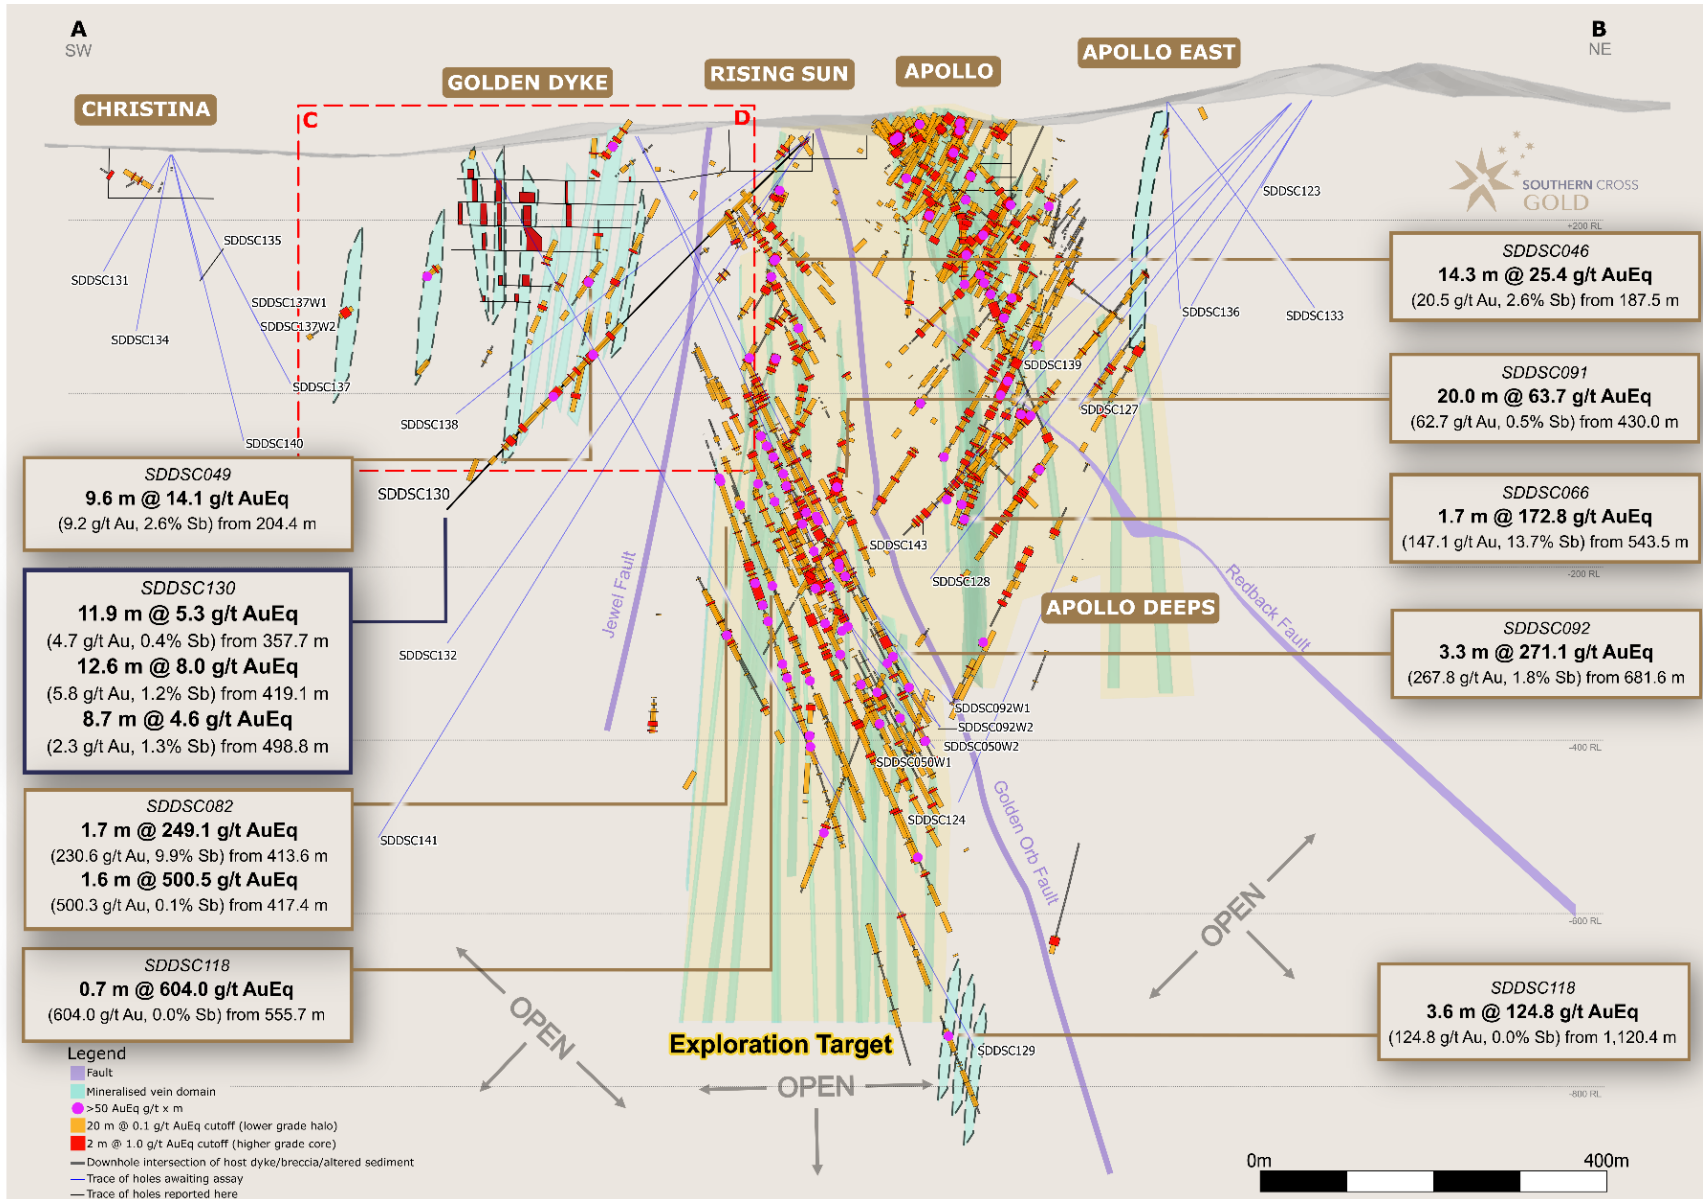 A
SW
B
NE
CHRISTINA
GOLDEN DYKE
RISING SUN
APOLLO
APOLLO EAST
C
D
SOUTHERN CROSS
GOLD
+200 RL
SDDSC123
SDDSC135
SDDSC131
SDDSC137W1
SDDSC137W2
SDDSC134
SDDSC136
SDDSC133
SDDSC139
SDDSC137
SDDSC127
SDDSC138
SDDSC140
SDDSC130
SDDSC143
SDDSC128
-200 RL
Jewel Fault
Redback Fault
APOLLO DEEPS
SDDSC132
SDDSC092W1
SDDSC092W2
SDDSC050W2
SDDSC050W1
-400 RL
SDDSC124
Golden Orb Fault
SDDSC141
-600 RL
SDDSC129
-800 RL
SDDSC046
14.3 m @ 25.4 g/t AuEq
(20.5 g/t Au, 2.6% Sb) from 187.5 m
SDDSC091
20.0 m @ 63.7 g/t AuEq
(62.7 g/t Au, 0.5% Sb) from 430.0 m
SDDSC066
1.7 m @ 172.8 g/t AuEq
(147.1 g/t Au, 13.7% Sb) from 543.5 m
SDDSC092
3.3 m @ 271.1 g/t AuEq
(267.8 g/t Au, 1.8% Sb) from 681.6 m
SDDSC118
3.6 m @ 124.8 g/t AuEq
(124.8 g/t Au, 0.0% Sb) from 1,120.4 m
SDDSC049
9.6 m @ 14.1 g/t AuEq
(9.2 g/t Au, 2.6% Sb) from 204.4 m
SDDSC130
11.9 m @ 5.3 g/t AuEq
(4.7 g/t Au, 0.4% Sb) from 357.7 m
12.6 m @ 8.0 g/t AuEq
(5.8 g/t Au, 1.2% Sb) from 419.1 m
8.7 m @ 4.6 g/t AuEq
(2.3 g/t Au, 1.3% Sb) from 498.8 m
SDDSC082
1.7 m @ 249.1 g/t AuEq
(230.6 g/t Au, 9.9% Sb) from 413.6 m
1.6 m @ 500.5 g/t AuEq
(500.3 g/t Au, 0.1% Sb) from 417.4 m
SDDSC118
0.7 m @ 604.0 g/t AuEq
(604.0 g/t Au, 0.0% Sb) from 555.7 m
OPEN
OPEN
Exploration Target
OPEN
Legend
Fault
Mineralised vein domain
>50 AuEq g/t x m
20 m @ 0.1 g/t AuEq cutoff (lower grade halo)
2 m @ 1.0 g/t AuEq cutoff (higher grade core)
Downhole intersection of host dyke/breccia/altered sediment
Trace of holes awaiting assay
Trace of holes reported here
0m
400m